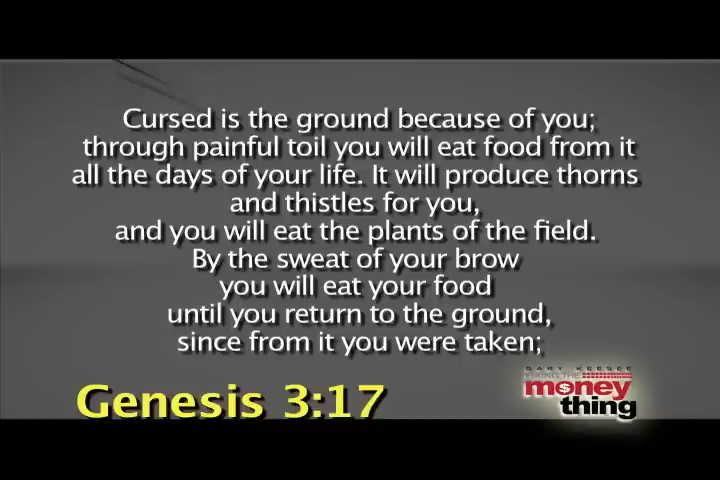 Cursed is the ground because of you;
through painful toil you will eat food from it
all the days of your life. It will produce thorns
and thistles for you,
and you will eat the plants of the field.
By the sweat of your brow
you will eat your food
until you return to the ground,
since from it you were taken;
Genesis 3:17
GARY KEESEE
FIXING THE
money
thing